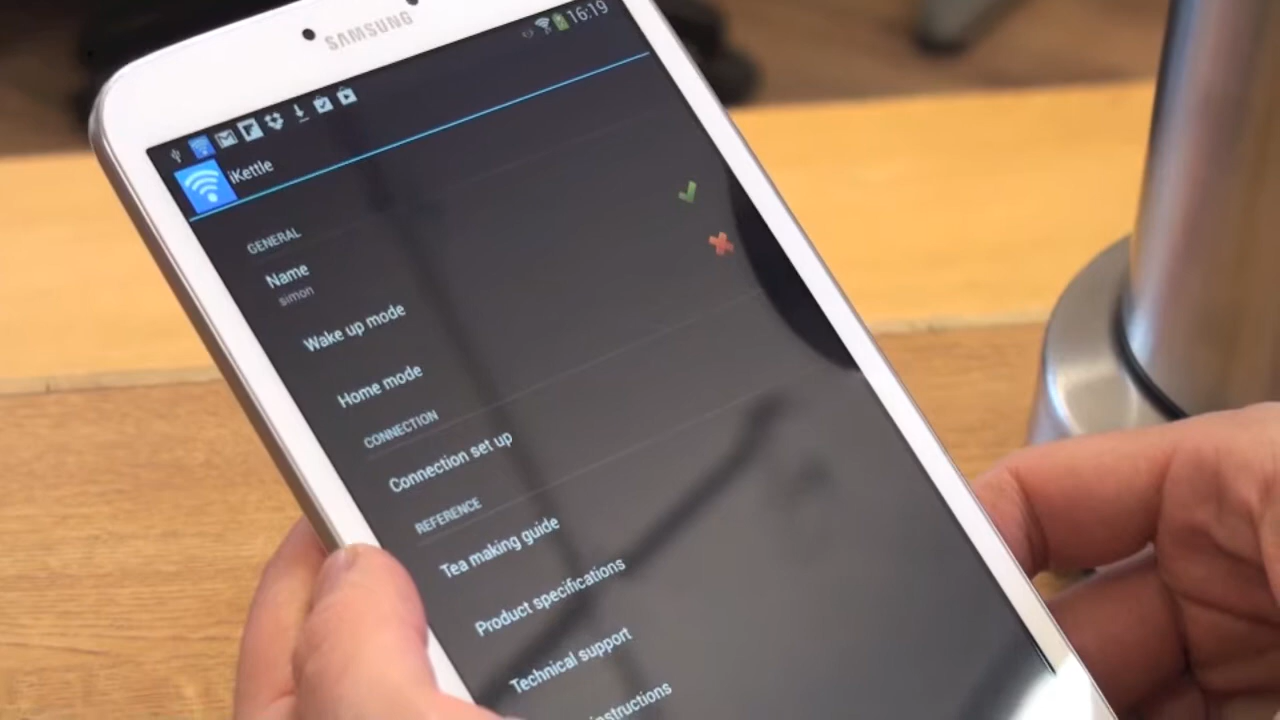 SAMSUNG
16:19
iKettle
GENERAL
Name
simon
Wake up mode
Home mode
CONNECTION
Connection set up
REFERENCE
Tea making guide
Product specifications
Technical support
instructions